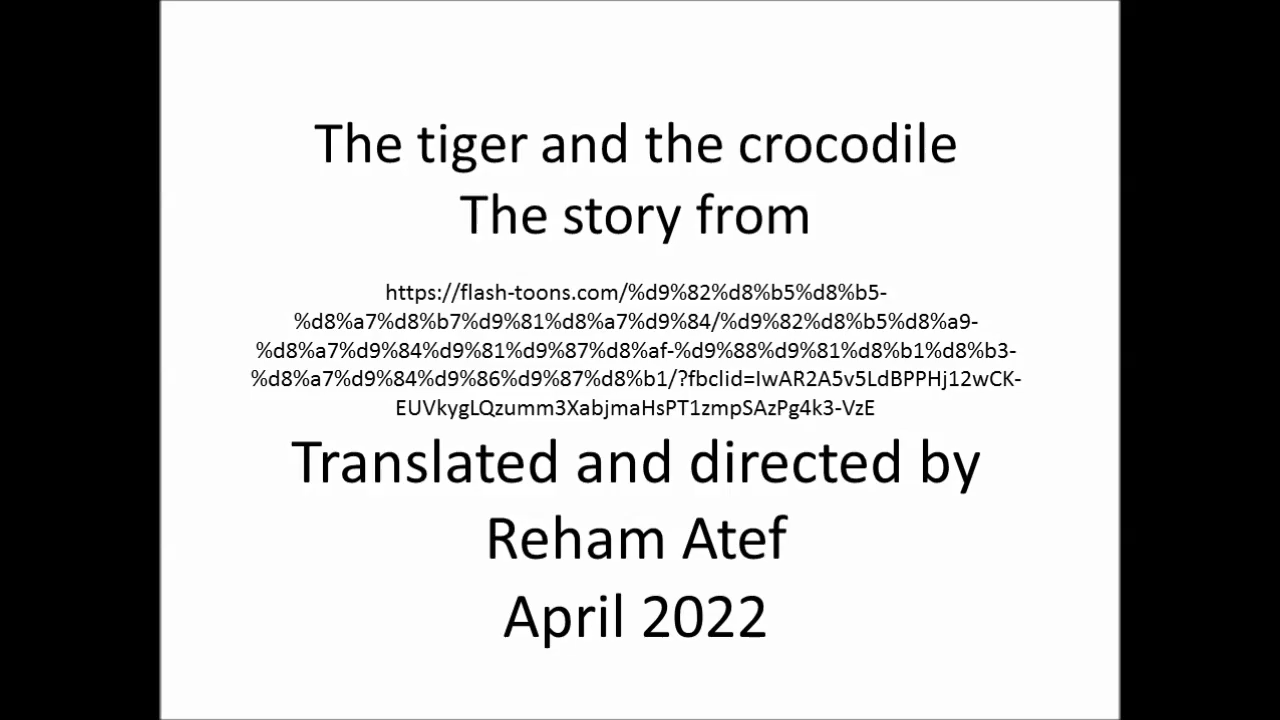 The tiger and the crocodile
The story from
https://flash-toons.com/%d9%82%d8%b5%d8%b5-
%d8%a7%d8%b7%d9%81%d8%a7%d9%84/%d9%82%d8%b5%d8%a9-
%d8%a7%d9%84%d9%81%d9%87%d8%af-%d9%88%d9%81%d8%b1%d8%b3-
%d8%a7%d9%84%d9%86%d9%87%d8%b1/?fbclid=IwAR2A5v5LdBPPHj12wCK-
EUVkygLQzumm3XabjmaHsPT1zmpSAzPg4k3-VzE
Translated and directed by
Reham Atef
April 2022